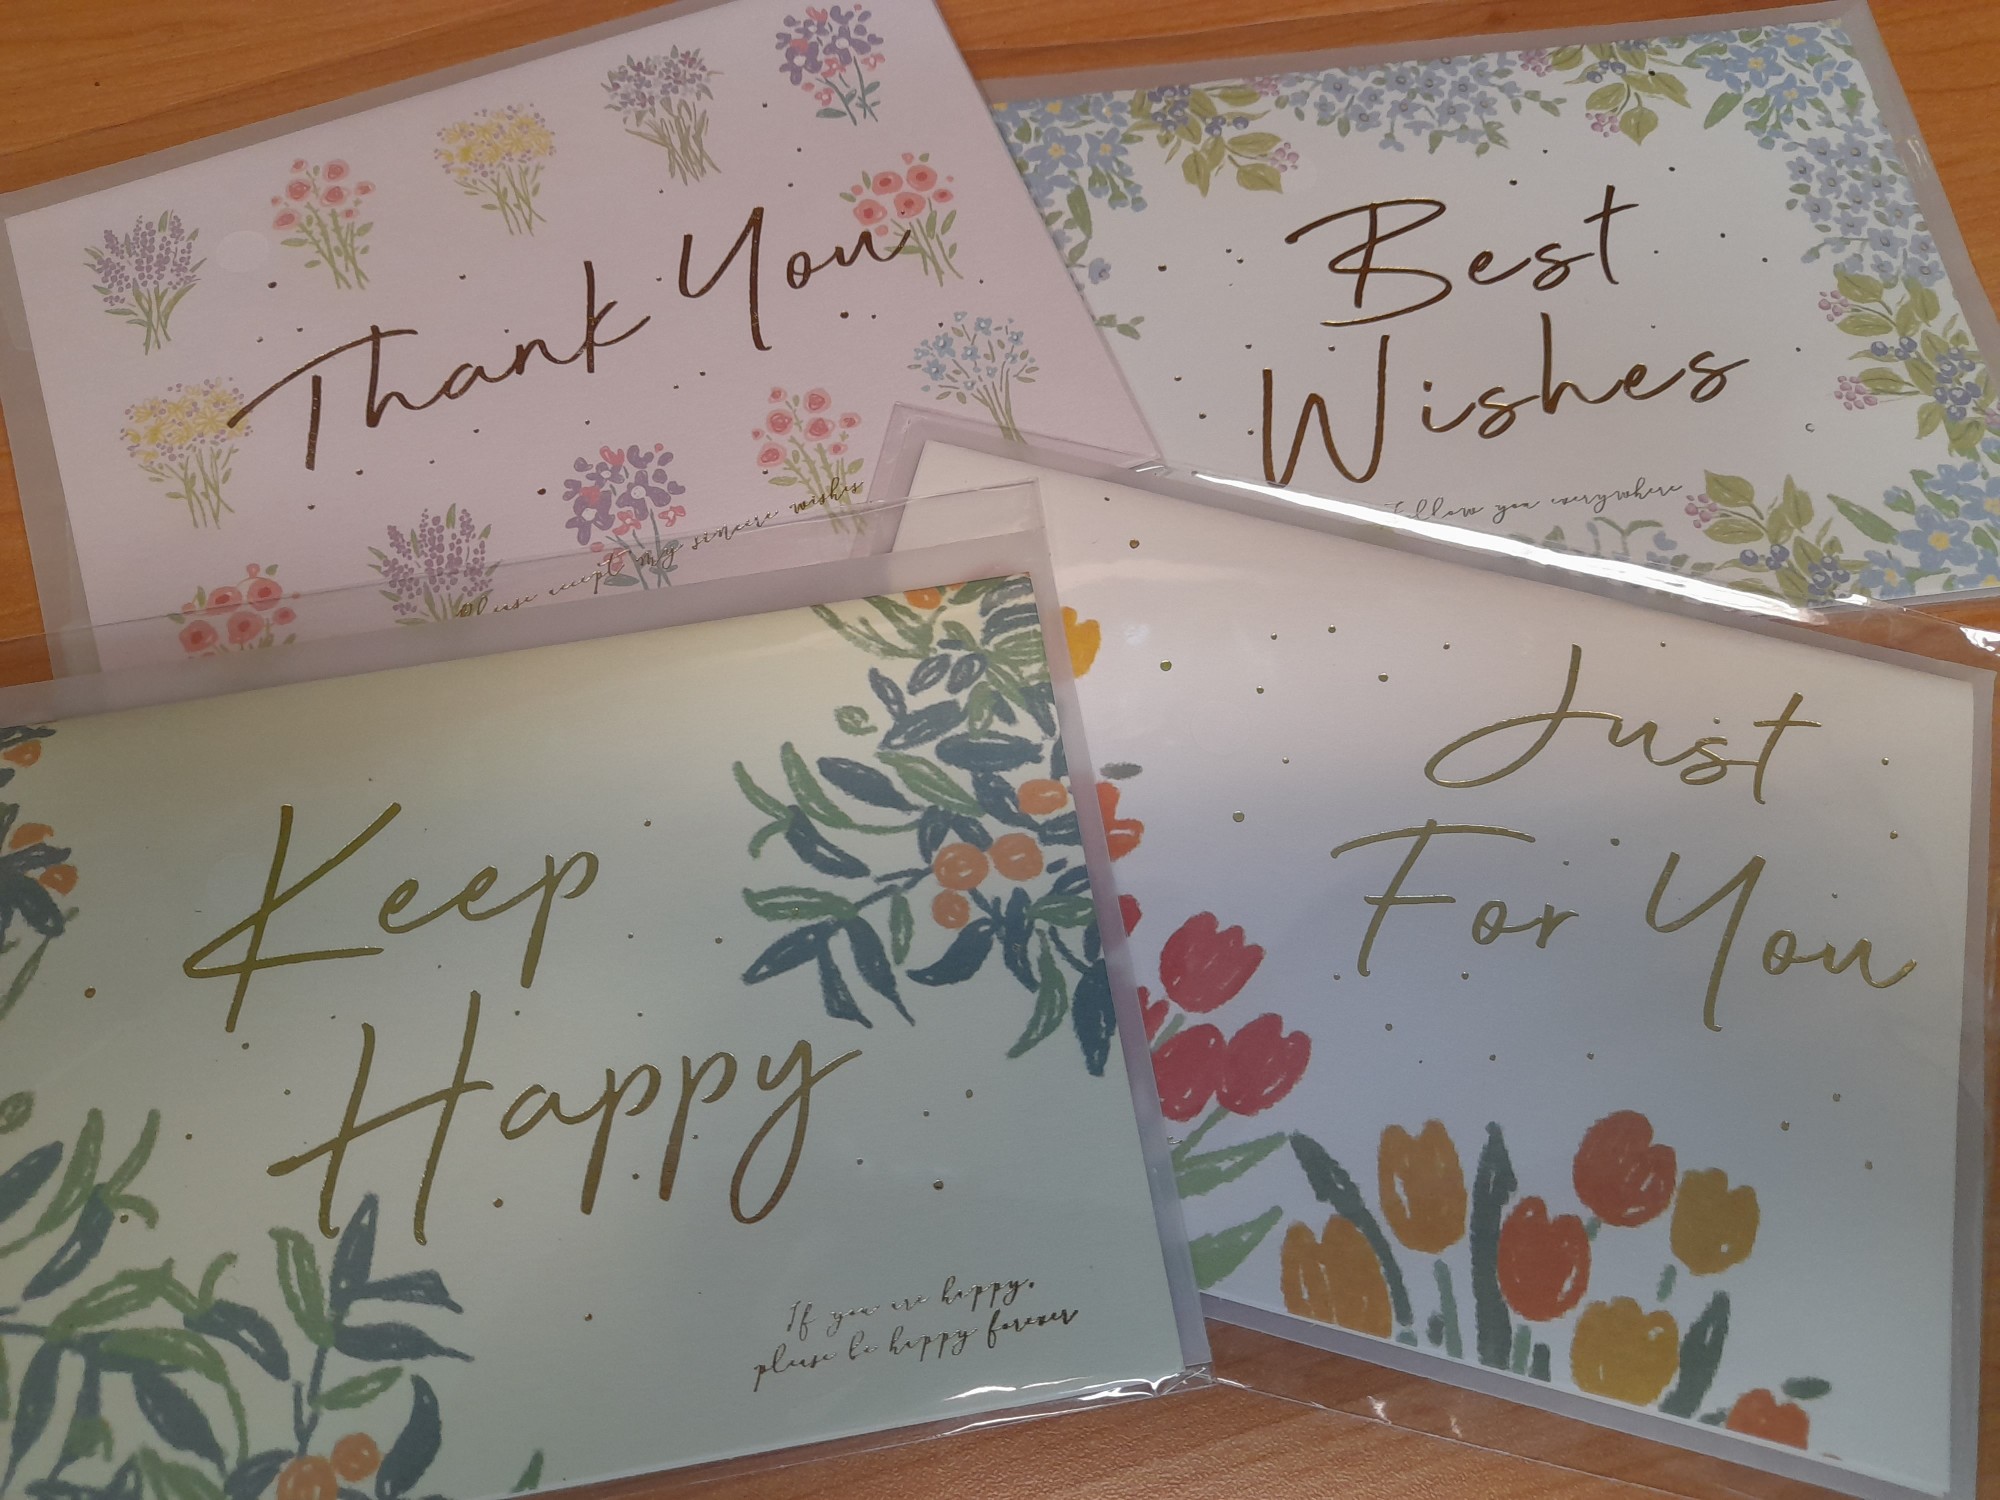 Thank You
Please accept my sincere wishes
Best
Wishes
Follow you everywhere
Keep
Happy
If you are happy,
please be happy forever
Just
For You